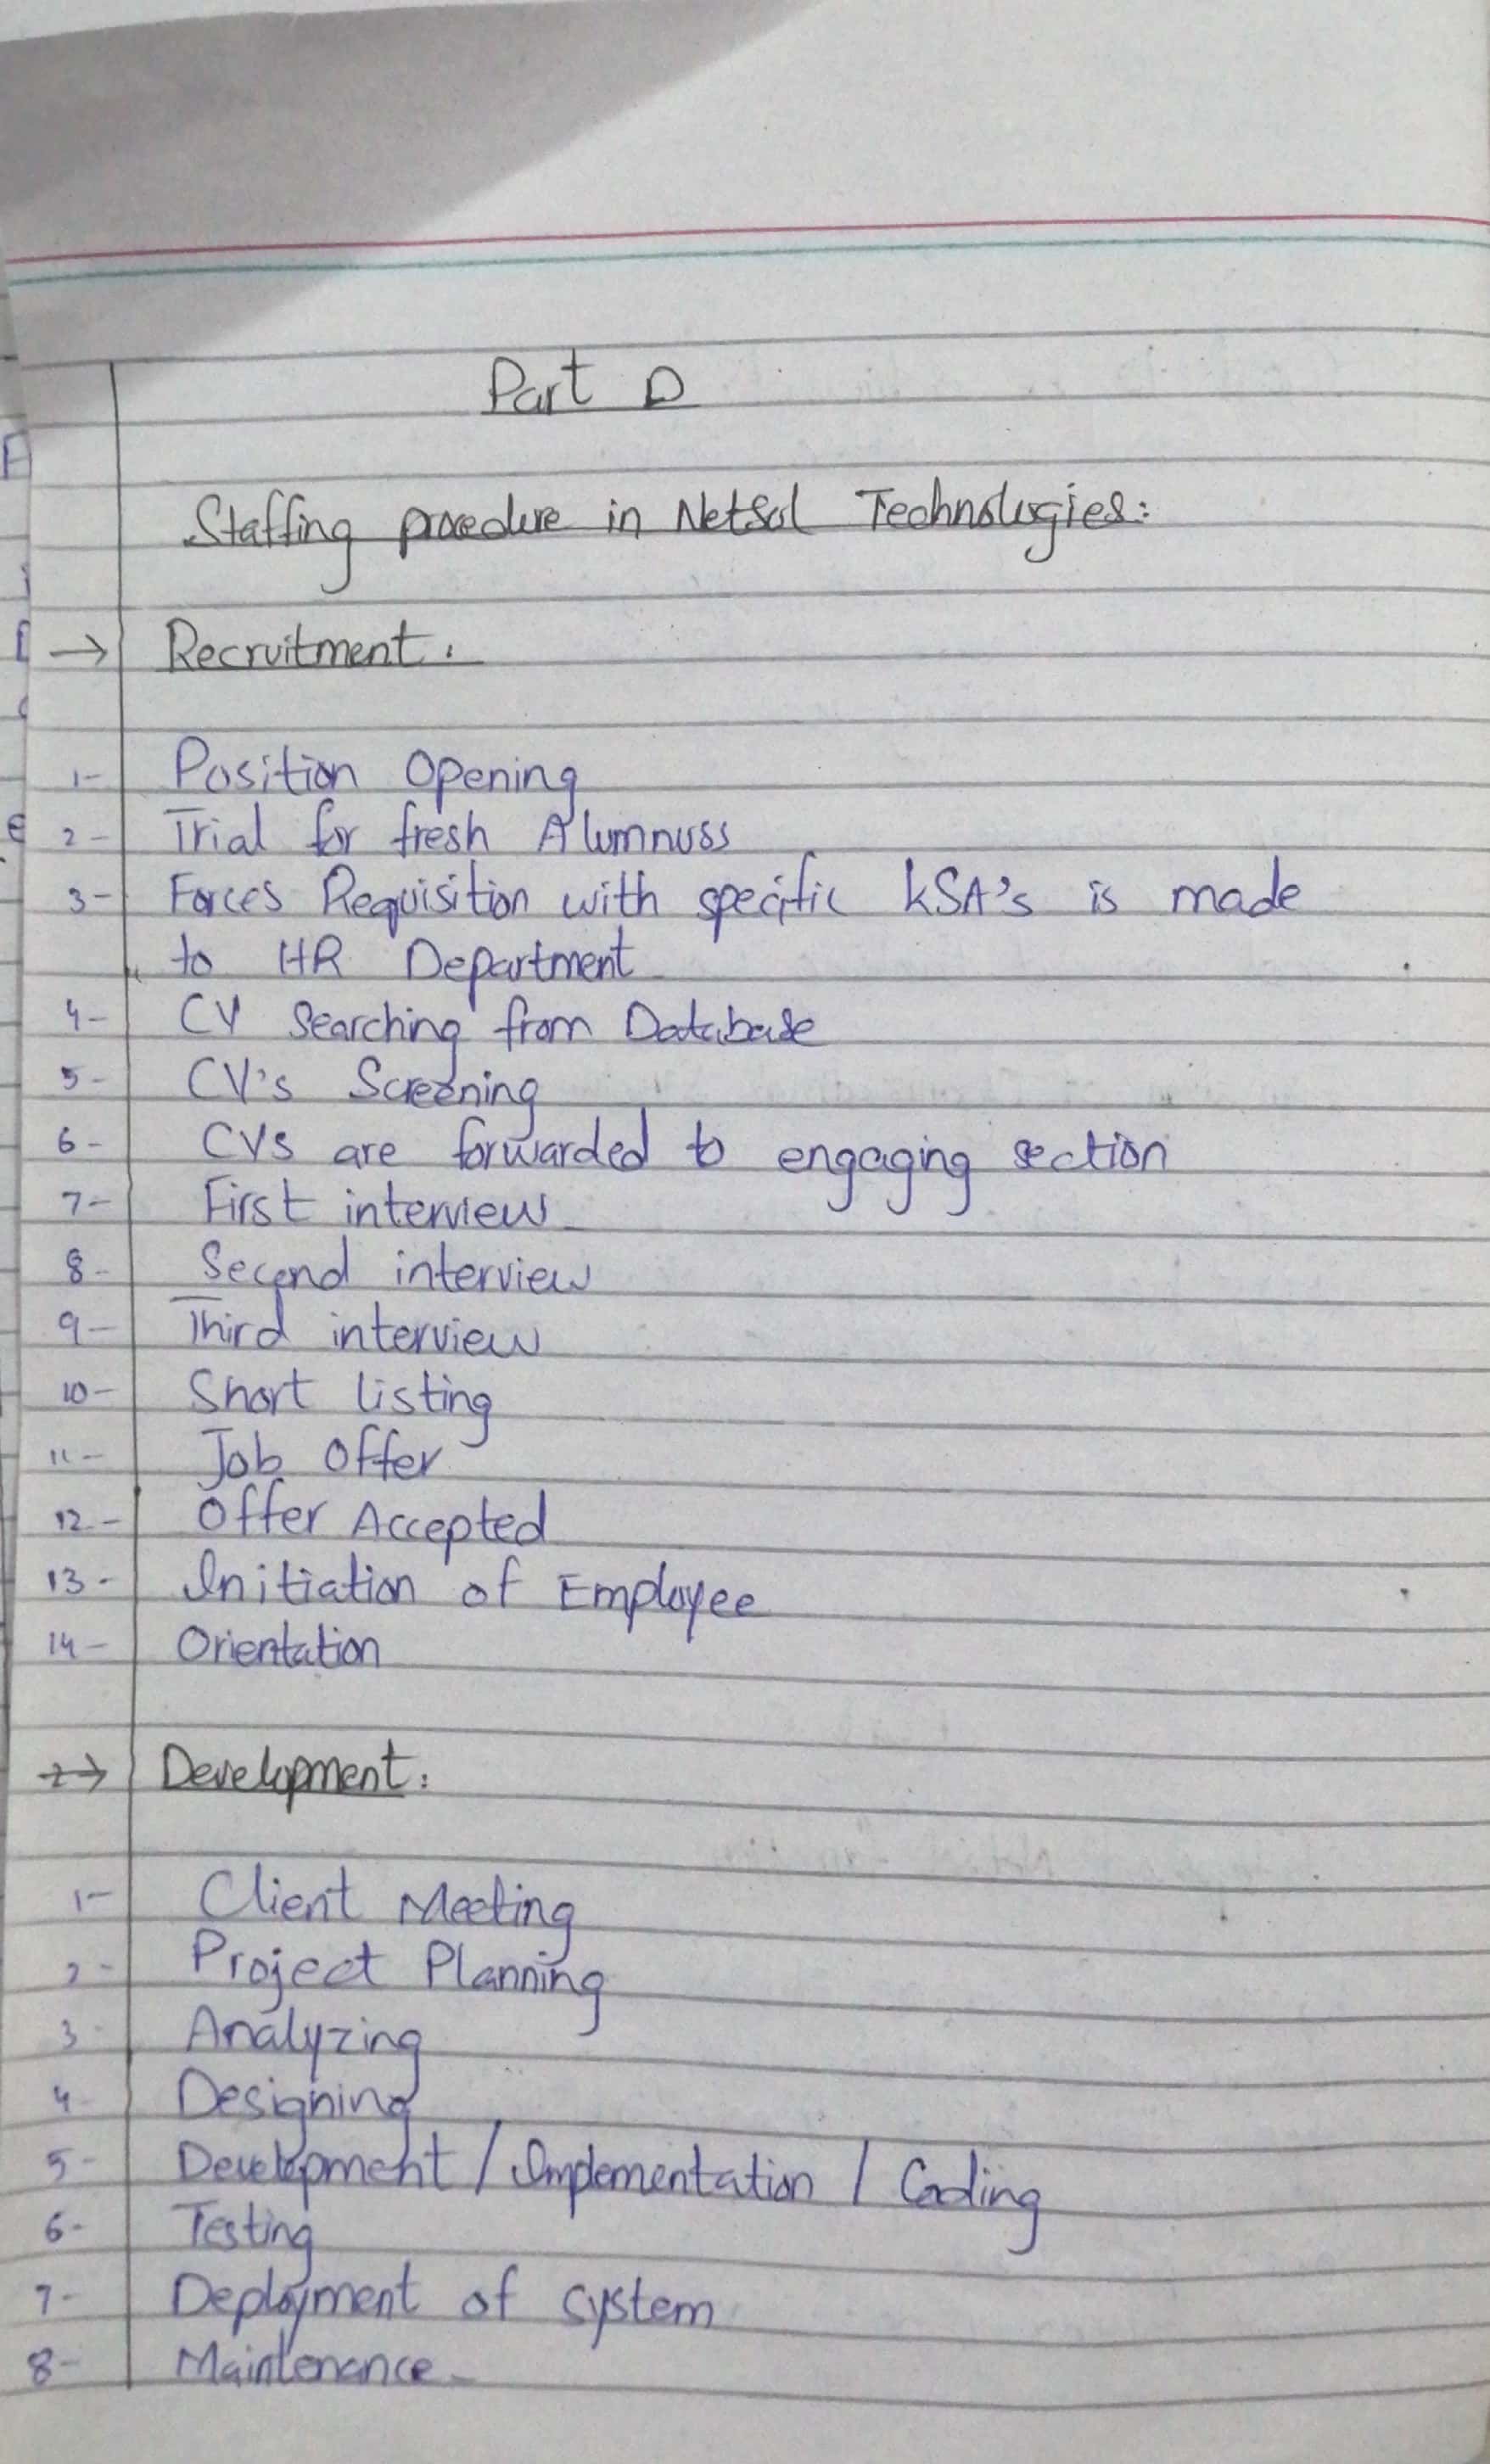 Part D
Staffing procedure in Netsol Technologies:
→ Recruitment:
1- Position Opening
2- Trial for fresh Alumnuss
3- Forces Requisition with specific KSA's is made
to HR Department
4- CV Searching from Database
5- CV's Screening
6- CVS are forwarded to engaging section
7- First interview
8- Second interview
9- Third interview
10- Short listing
11- Job Offer
12- Offer Accepted
13- Initiation of Employee
14- Orientation
→ Development:
1- Client Meeting
2- Project Planning
3- Analyzing
4- Designing
5- Development / Implementation / Coding
6- Testing
7- Deployment of system
8- Maintenance